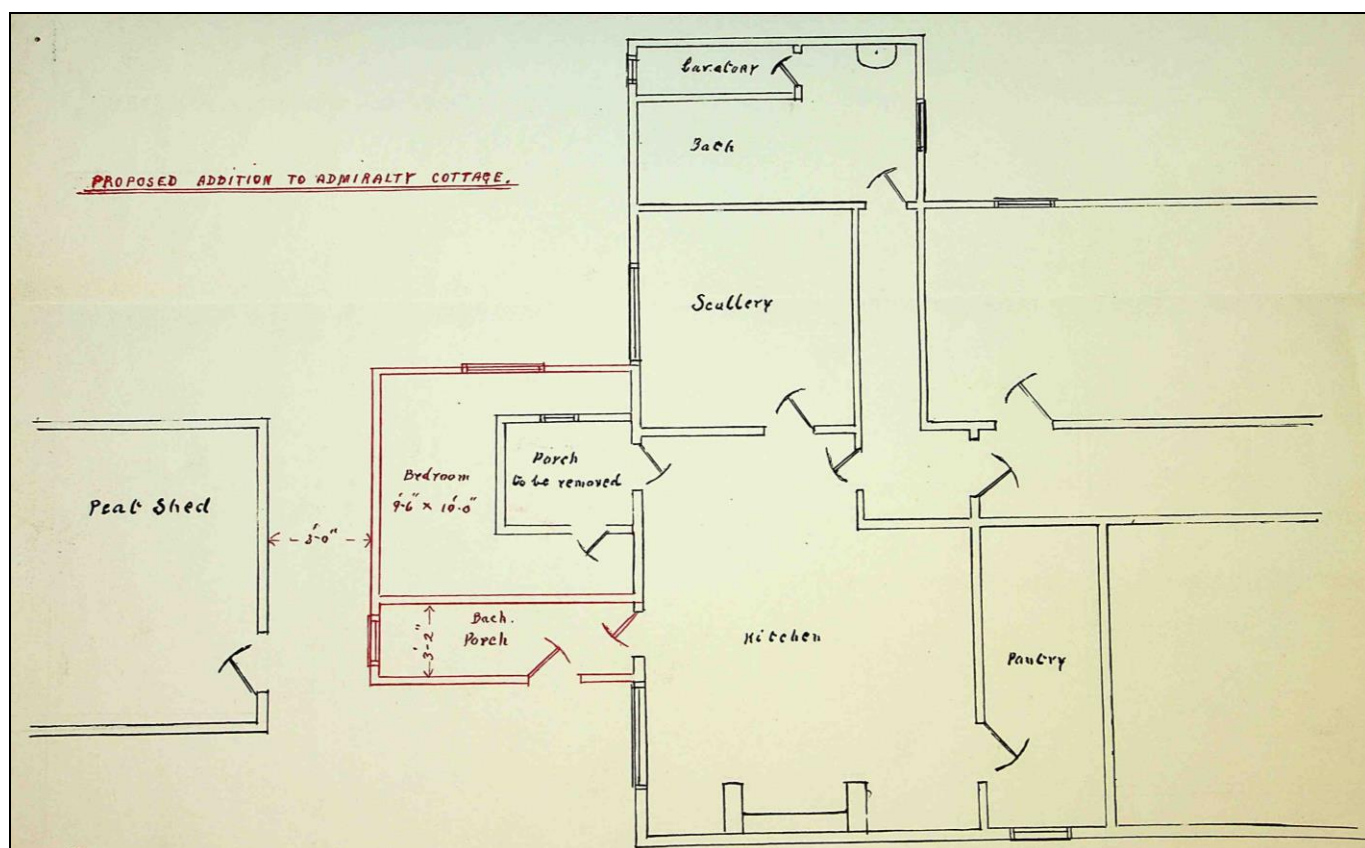 Lavatory
Bath
PROPOSED ADDITION TO ADMIRALTY COTTAGE.
Scullery
Porch
to be removed
Bedroom
9'-6" x 10'-0"
Peat Shed
3'-0"
Back.
Porch
3'-2"
Kitchen
Pantry